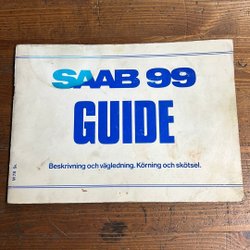 SAAB 99
GUIDE
Beskrivning och vägledning. Körning och skötsel.